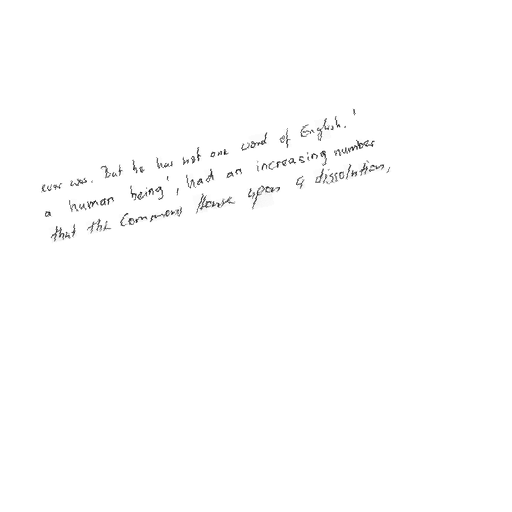 ever was. But he has not one word of English.'
a human being', had an increasing number
that the Commons House upon a dissolution,